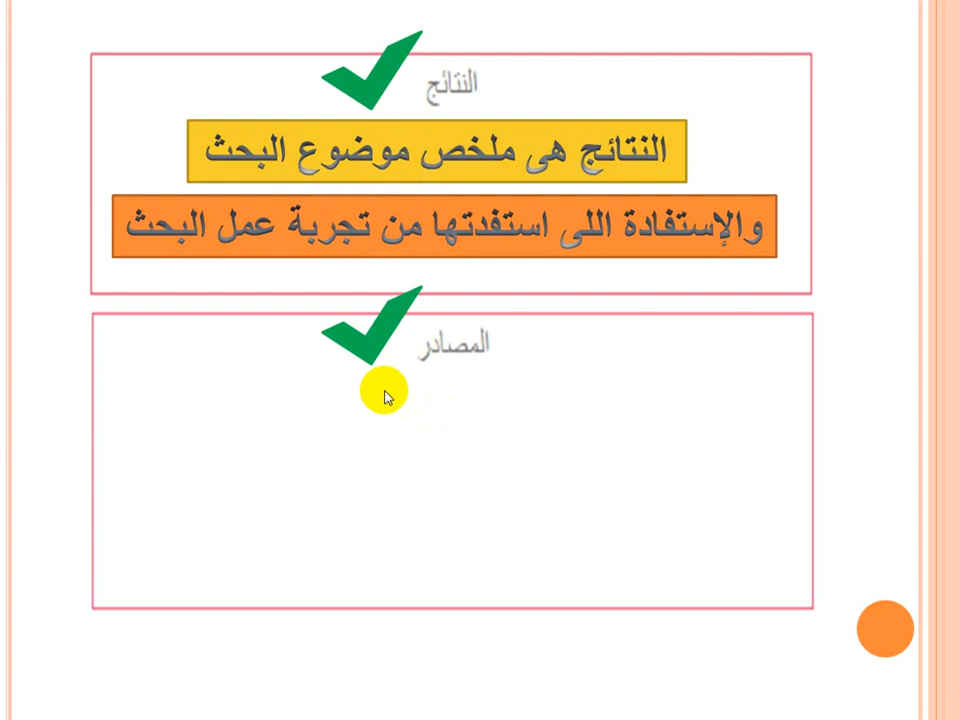 النتائج
النتائج هى ملخص موضوع البحث
والإستفادة اللى استفدتها من تجربة عمل البحث
المصادر